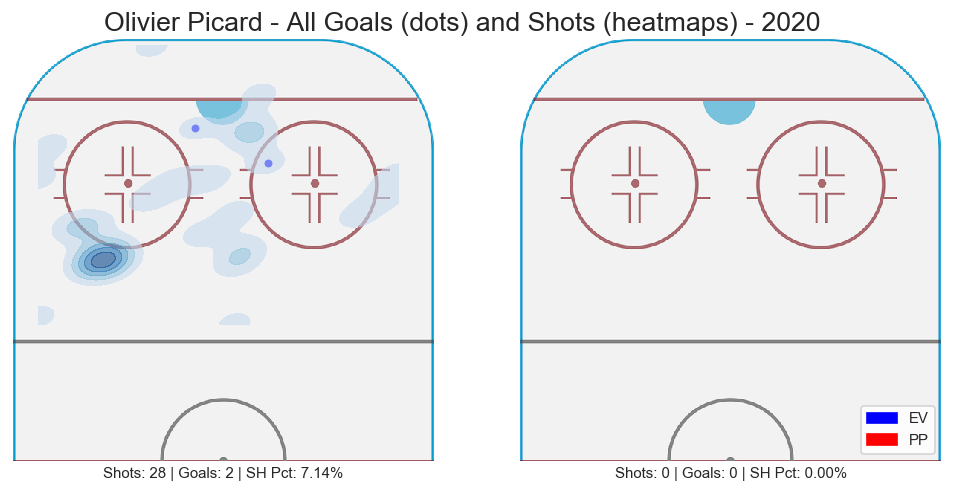 Olivier Picard - All Goals (dots) and Shots (heatmaps) - 2020
EV
PP
Shots: 28 | Goals: 2 | SH Pct: 7.14%
Shots: 0 | Goals: 0 | SH Pct: 0.00%